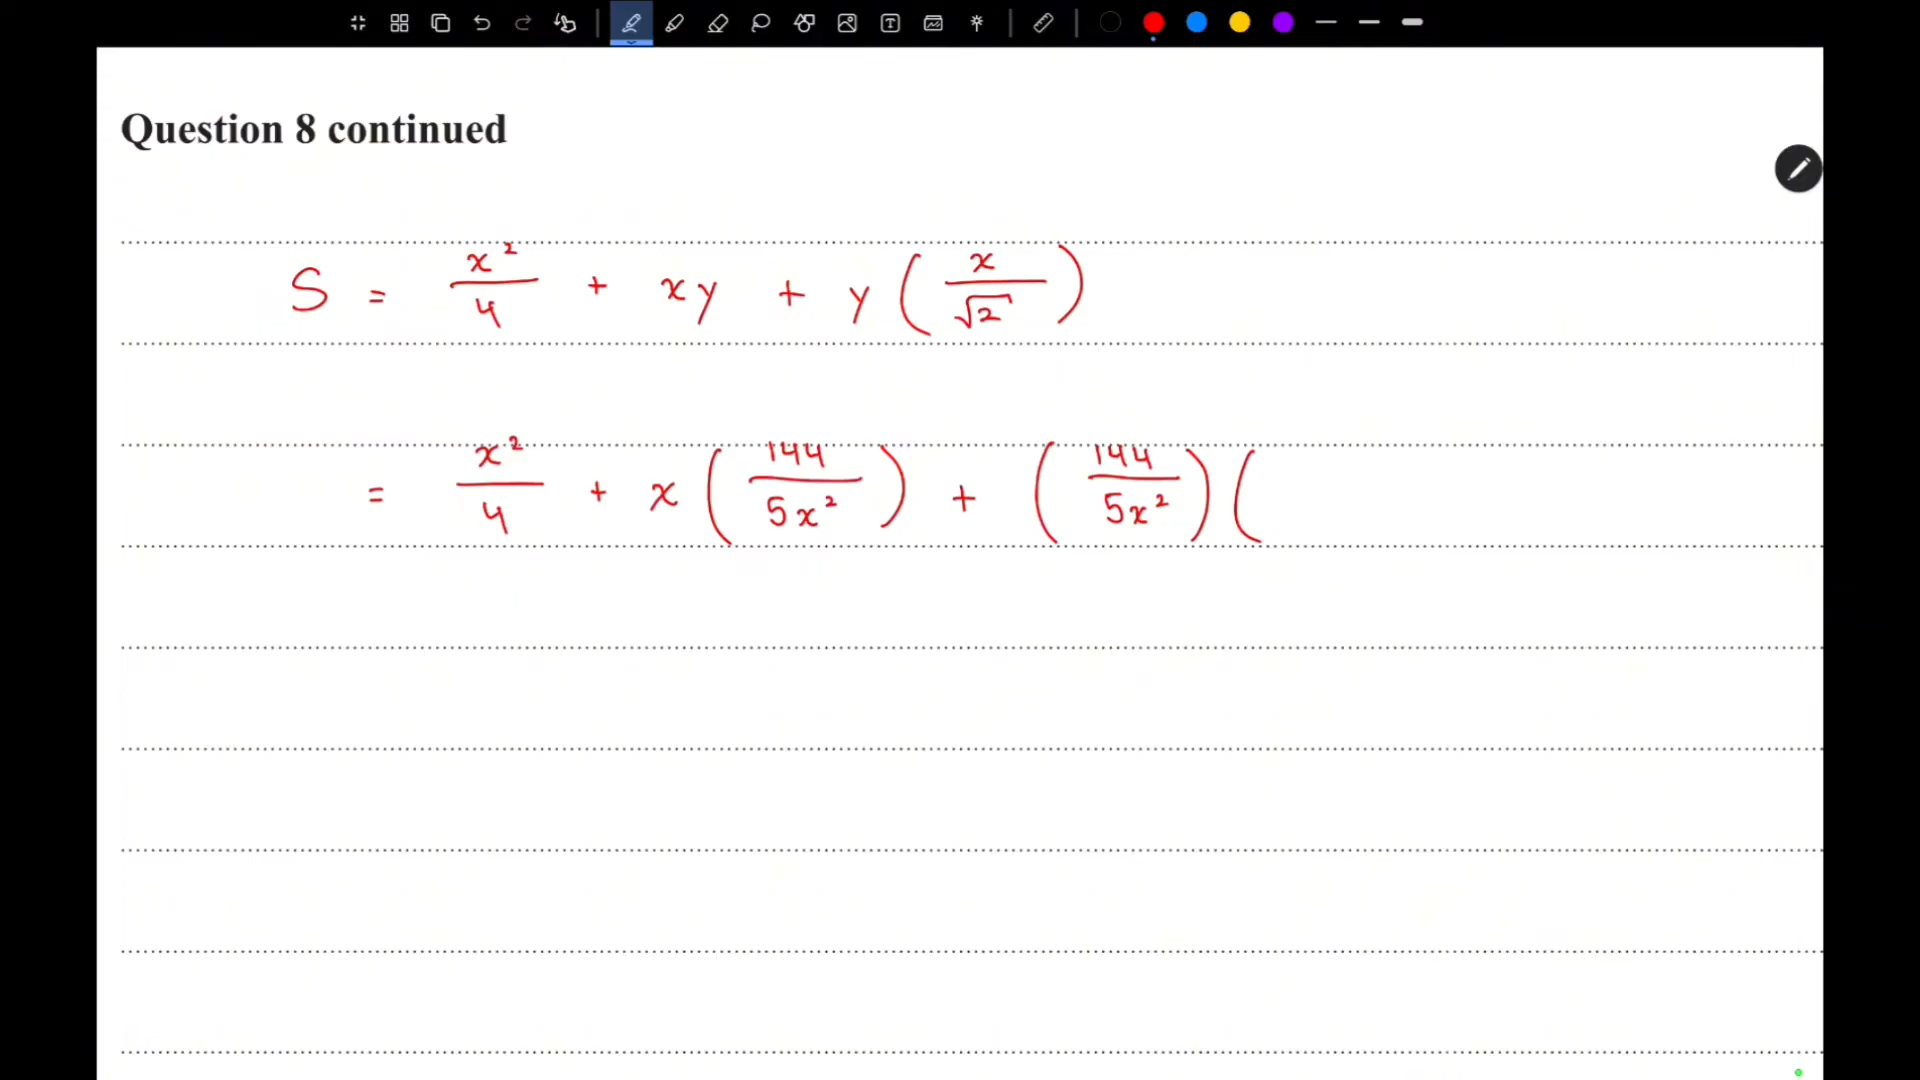 Question 8 continued
S = x²/4 + xy + y(x/√2)
= x²/4 + x(144/5x²) + (144/5x²)(